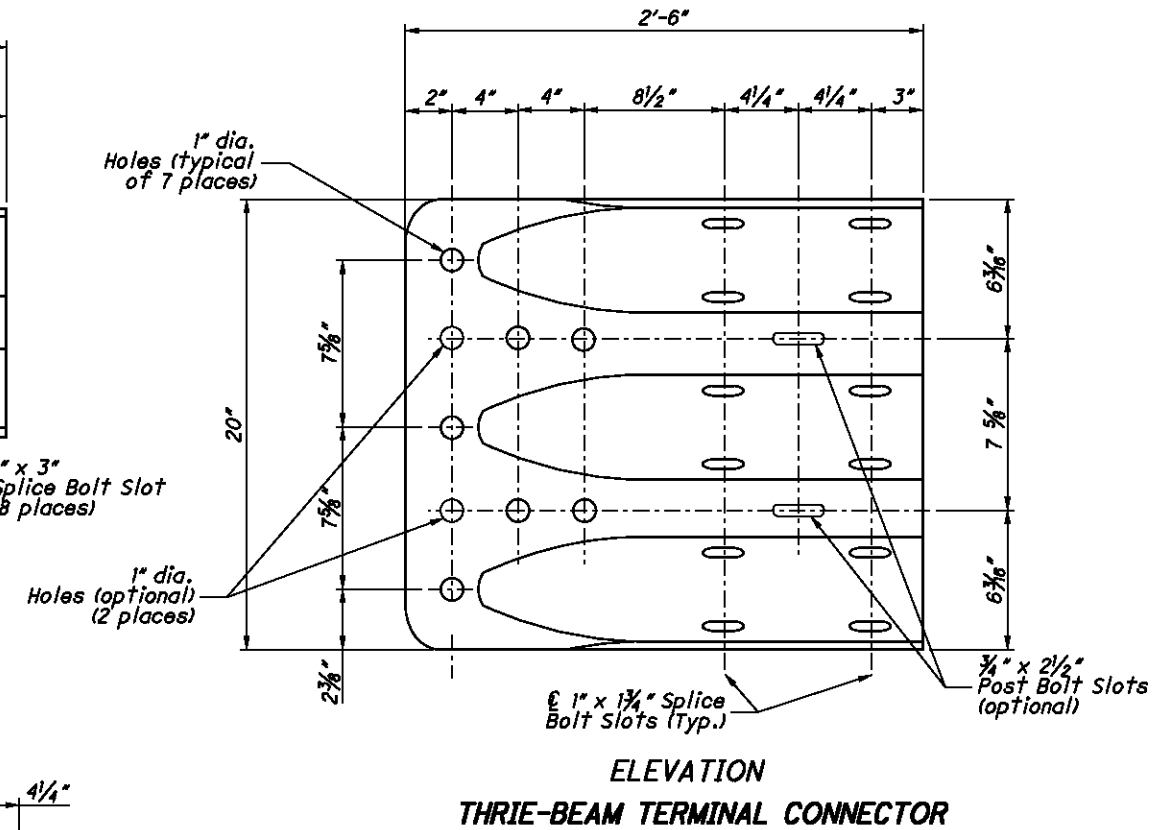 2'-6"
2" 4" 4" 8½" 4¼" 4¼" 3"
1" dia.
Holes (typical
of 7 places)
6³⁄₁₆"
7⅝"
20"
7 ⅝"
" x 3"
Splice Bolt Slot
8 places)
7⅝"
1" dia.
Holes (optional)
(2 places)
6³⁄₁₆"
2⅜"
¾" x 2½"
Post Bolt Slots
(optional)
℄ 1" x 1¾" Splice
Bolt Slots (Typ.)
ELEVATION
4¼"
THRIE-BEAM TERMINAL CONNECTOR